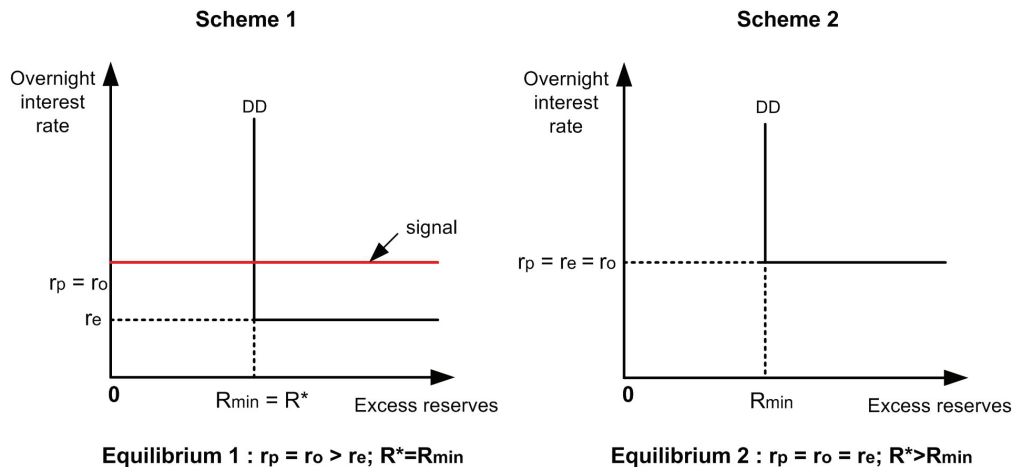 Scheme 1
Overnight
interest
rate
DD
signal
rp = ro
re
0
Rmin = R*
Excess reserves
Equilibrium 1 : rp = ro > re; R*=Rmin
Scheme 2
Overnight
interest
rate
DD
rp = re = ro
0
Rmin
Excess reserves
Equilibrium 2 : rp = ro = re; R*>Rmin